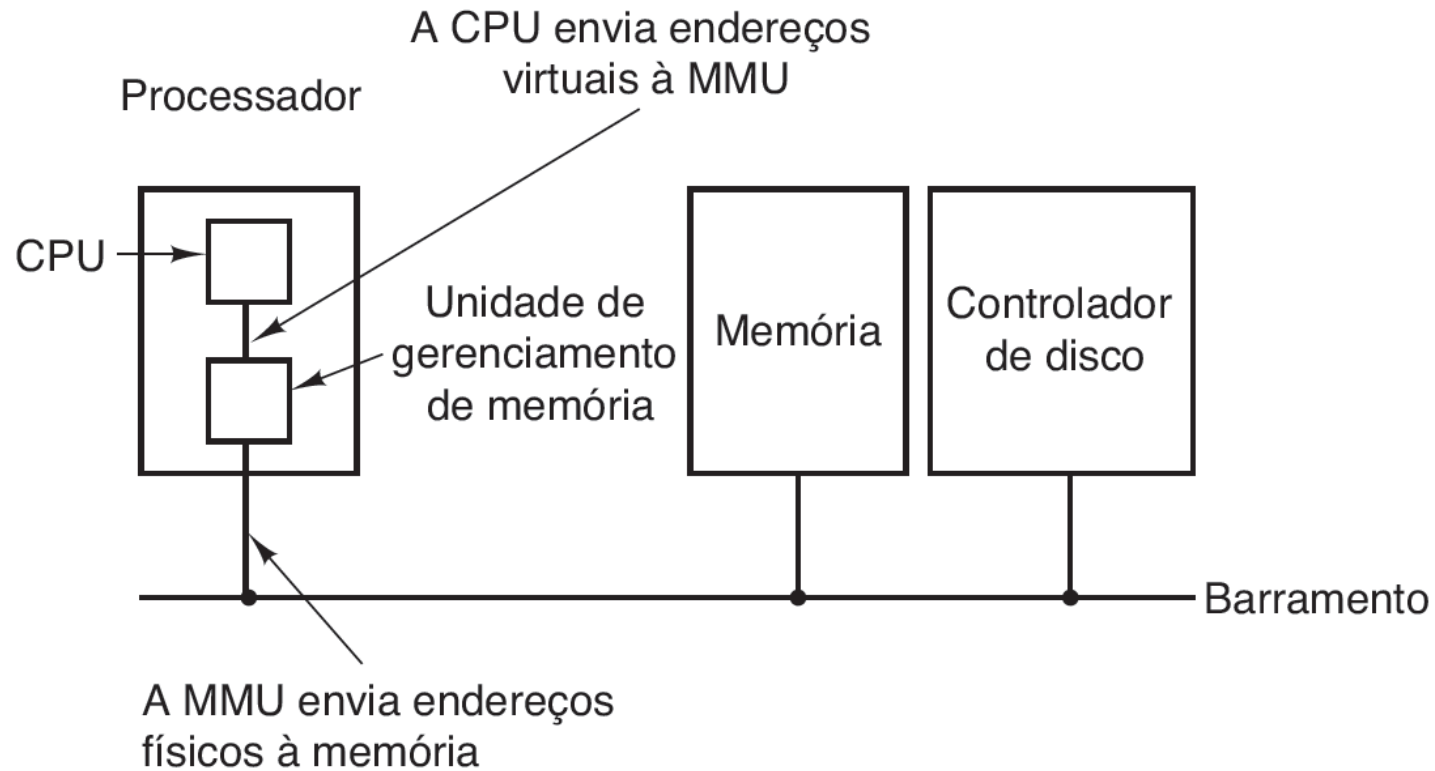 A CPU envia endereços
virtuais à MMU
Processador
CPU
Unidade de
gerenciamento
de memória
Memória
Controlador
de disco
Barramento
A MMU envia endereços
físicos à memória